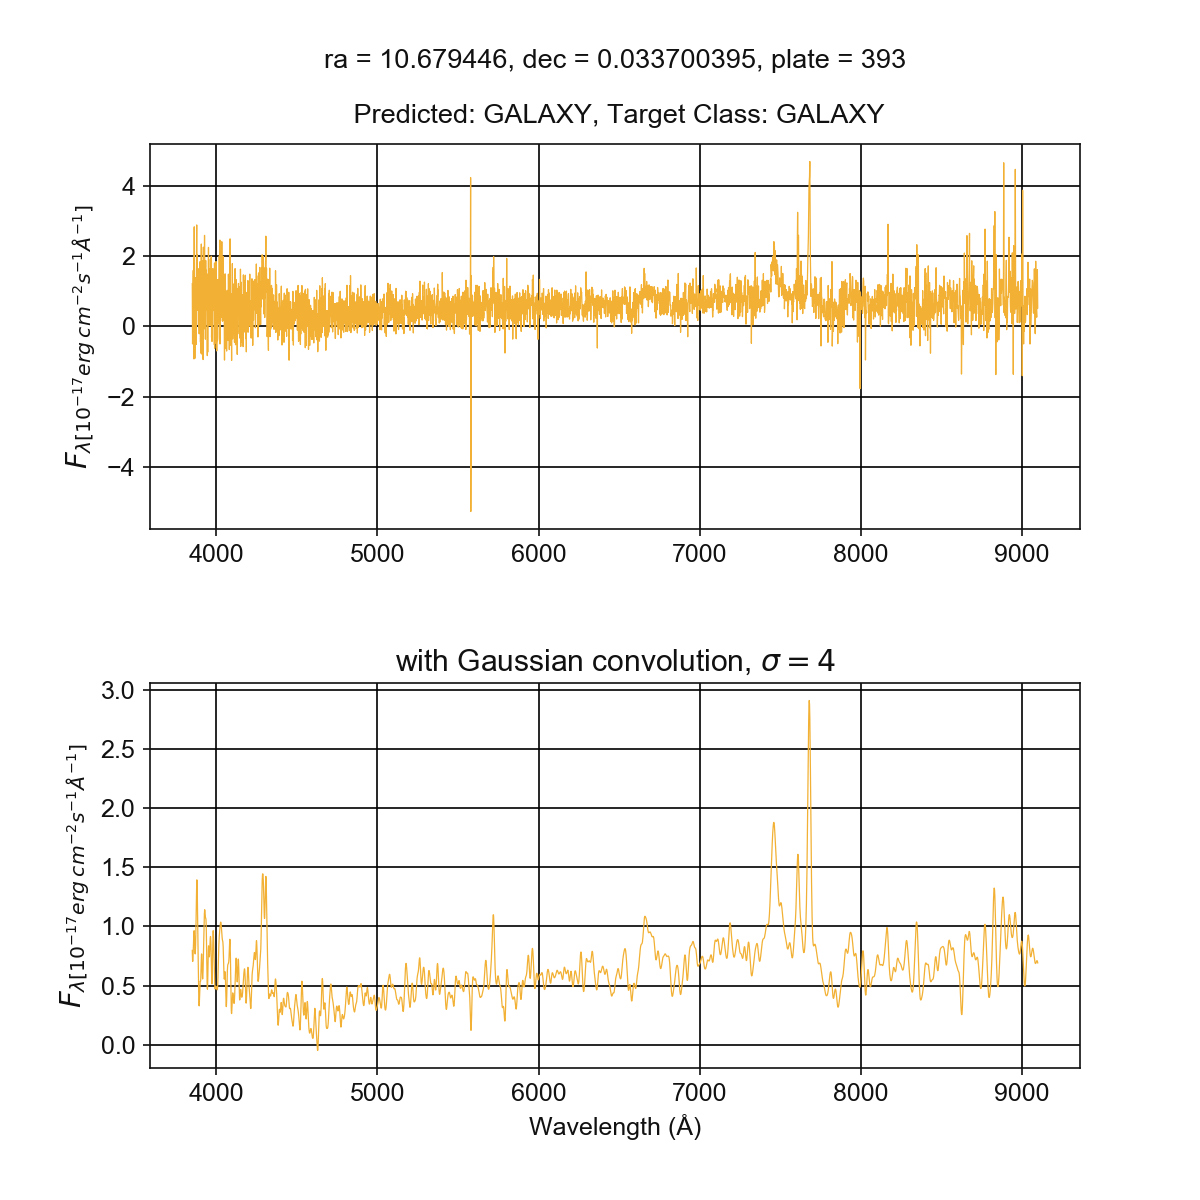 ra = 10.679446, dec = 0.033700395, plate = 393
Predicted: GALAXY, Target Class: GALAXY
F_λ[10⁻¹⁷erg cm⁻²s⁻¹Å⁻¹]
4
2
0
−2
−4
4000 5000 6000 7000 8000 9000
with Gaussian convolution, σ = 4
F_λ[10⁻¹⁷erg cm⁻²s⁻¹Å⁻¹]
3.0
2.5
2.0
1.5
1.0
0.5
0.0
4000 5000 6000 7000 8000 9000
Wavelength (Å)